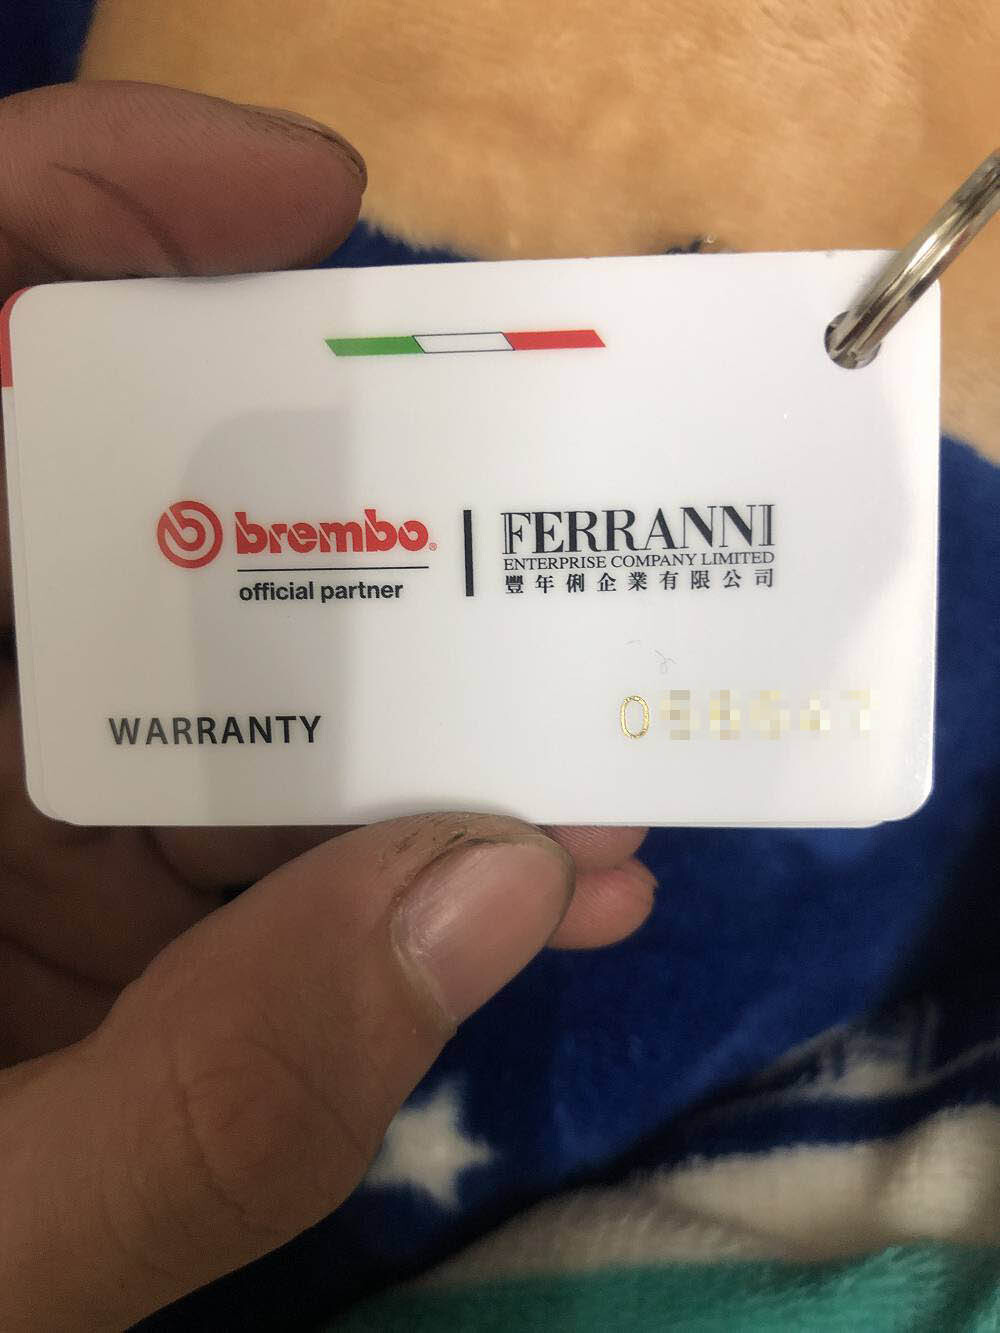 brembo®
official partner
FERRANNI
ENTERPRISE COMPANY LIMITED
豐年俐企業有限公司
WARRANTY